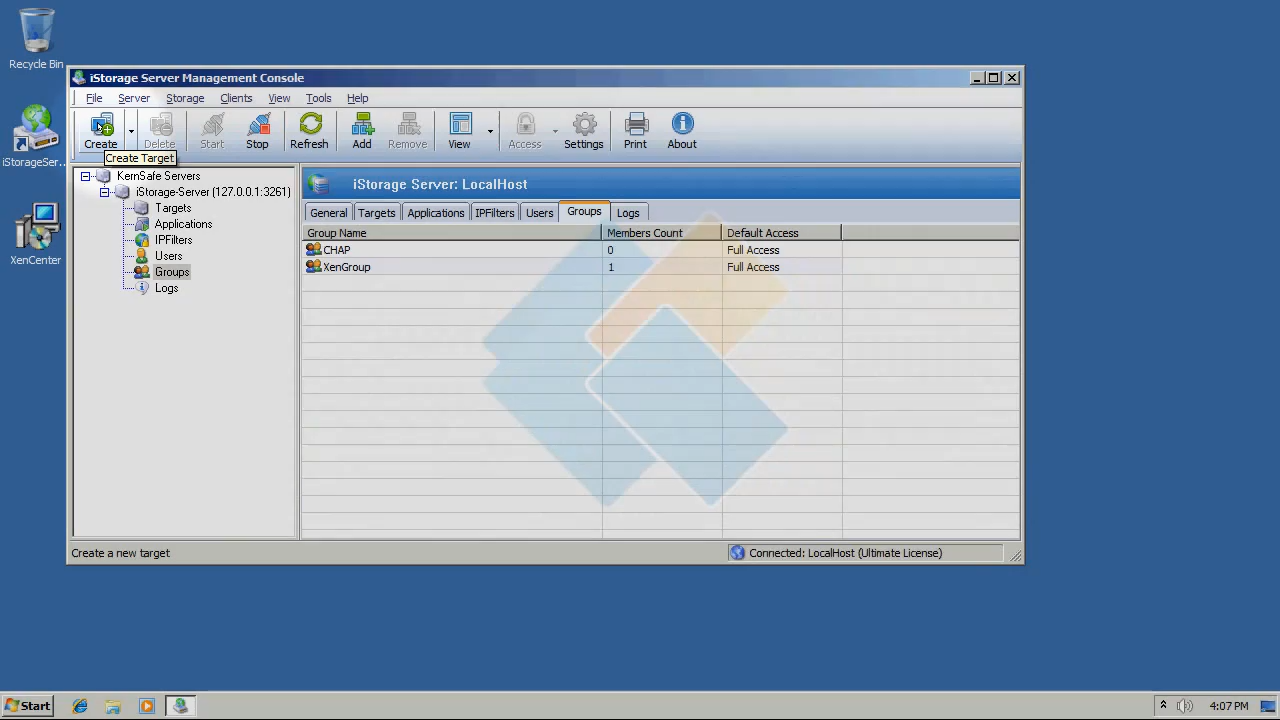 Recycle Bin
iStorageSer...
XenCenter
iStorage Server Management Console
File Server Storage Clients View Tools Help
Create Delete Start Stop Refresh Add Remove View Access Settings Print About
Create Target
KernSafe Servers
iStorage-Server [127.0.0.1:3261]
Targets
Applications
IPFilters
Users
Groups
Logs
iStorage Server: LocalHost
General Targets Applications IPFilters Users Groups Logs
Group Name Members Count Default Access
CHAP 0 Full Access
XenGroup 1 Full Access
Create a new target
Connected: LocalHost (Ultimate License)
Start
4:07 PM